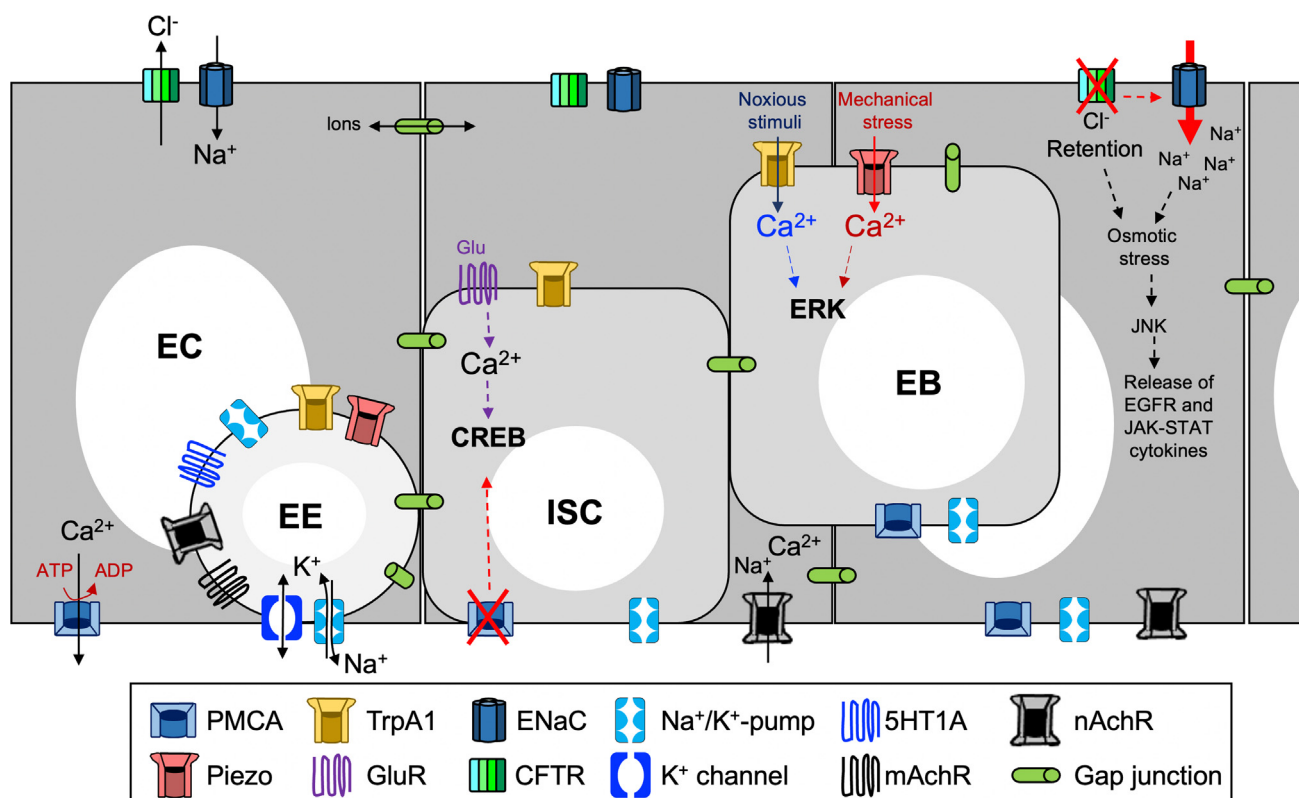 Cl⁻
Na⁺
Ions
Noxious
stimuli
Mechanical
stress
Cl⁻
Retention
Na⁺
Na⁺
Na⁺
Na⁺
Ca²⁺
Ca²⁺
Glu
Osmotic
stress
ERK
EC
Ca²⁺
EB
JNK
Release of
EGFR and
JAK-STAT
cytokines
CREB
EE
ISC
Ca²⁺
ATP
ADP
K⁺
Na⁺
Na⁺
Ca²⁺
PMCA
TrpA1
ENaC
Na⁺/K⁺-pump
5HT1A
nAchR
Piezo
GluR
CFTR
K⁺ channel
mAchR
Gap junction